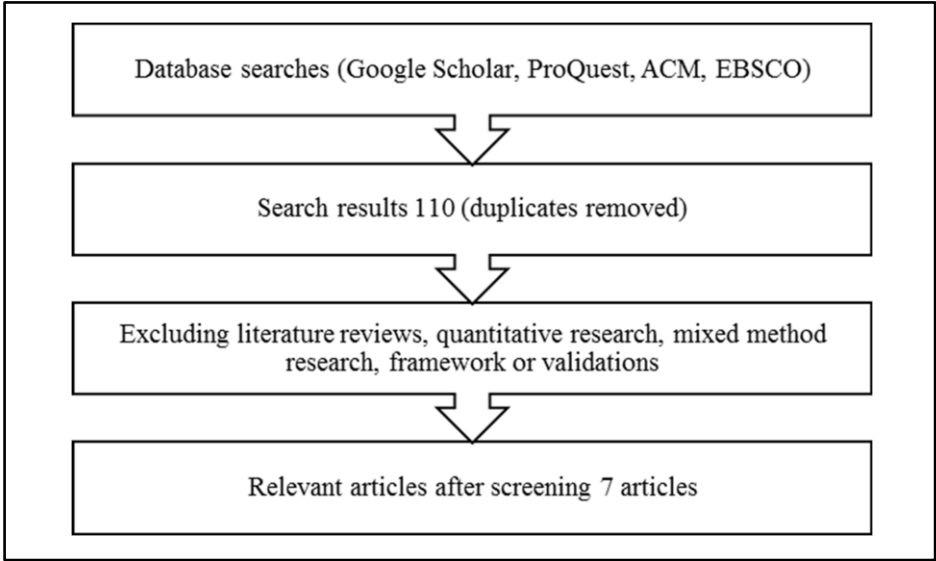 Database searches (Google Scholar, ProQuest, ACM, EBSCO)
Search results 110 (duplicates removed)
Excluding literature reviews, quantitative research, mixed method
research, framework or validations
Relevant articles after screening 7 articles